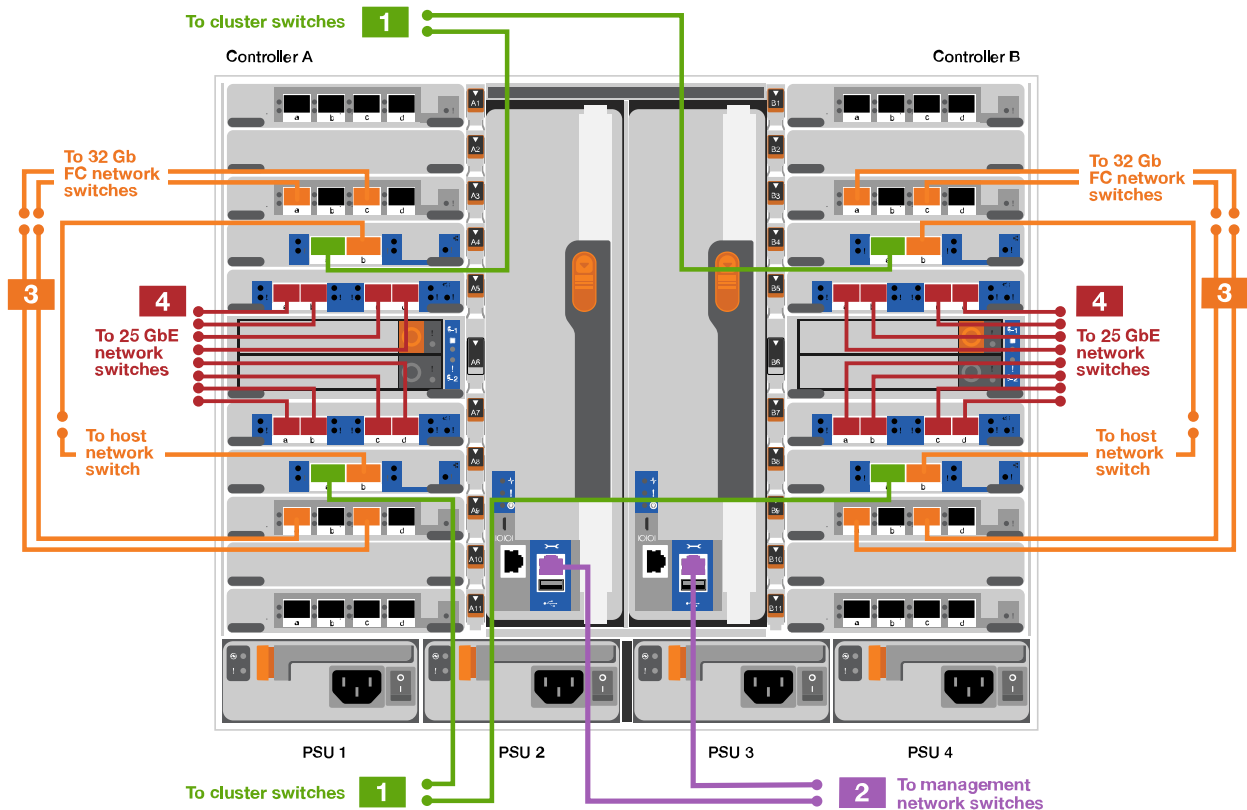 To cluster switches 1
Controller A
Controller B
A1
A2
A3
A4
A5
A6
A7
A8
A9
A10
A11
B1
B2
B3
B4
B5
B6
B7
B8
B9
B10
B11
a b c d
a b c d
To 32 Gb
FC network
switches
To 32 Gb
FC network
switches
a b c d
a b c d
b
b
3
3
4
4
To 25 GbE
network
switches
To 25 GbE
network
switches
a b c d
a b c d
To host
network
switch
To host
network
switch
b
b
a b c d
a b c d
a b c d
a b c d
PSU 1
PSU 2
PSU 3
PSU 4
To cluster switches 1
2 To management
network switches